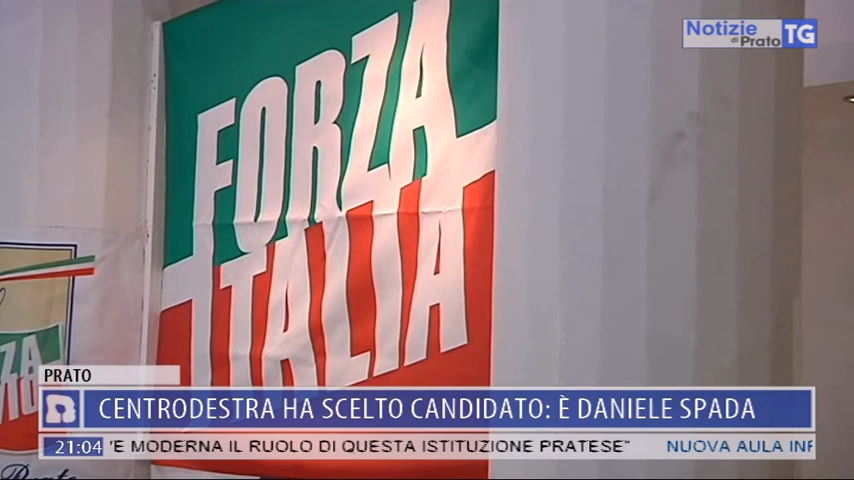 Notizie
di Prato TG
FORZA
ITALIA
PRATO
CENTRODESTRA HA SCELTO CANDIDATO: È DANIELE SPADA
21:04 "E MODERNA IL RUOLO DI QUESTA ISTITUZIONE PRATESE" NUOVA AULA INF